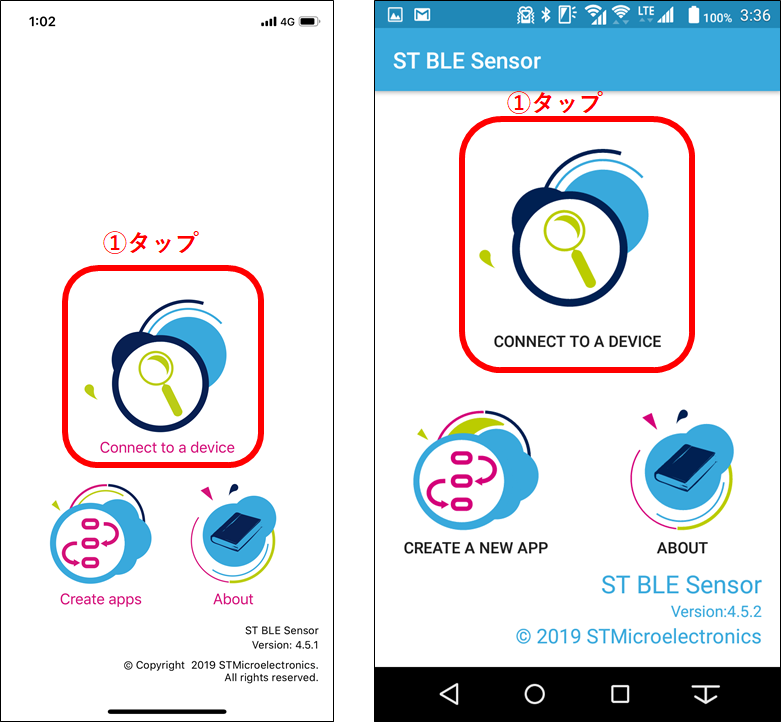 1:02
4G
①タップ
Connect to a device
Create apps
About
ST BLE Sensor
Version: 4.5.1
© Copyright 2019 STMicroelectronics.
All rights reserved.
LTE
100%
3:36
ST BLE Sensor
①タップ
CONNECT TO A DEVICE
CREATE A NEW APP
ABOUT
ST BLE Sensor
Version:4.5.2
© 2019 STMicroelectronics